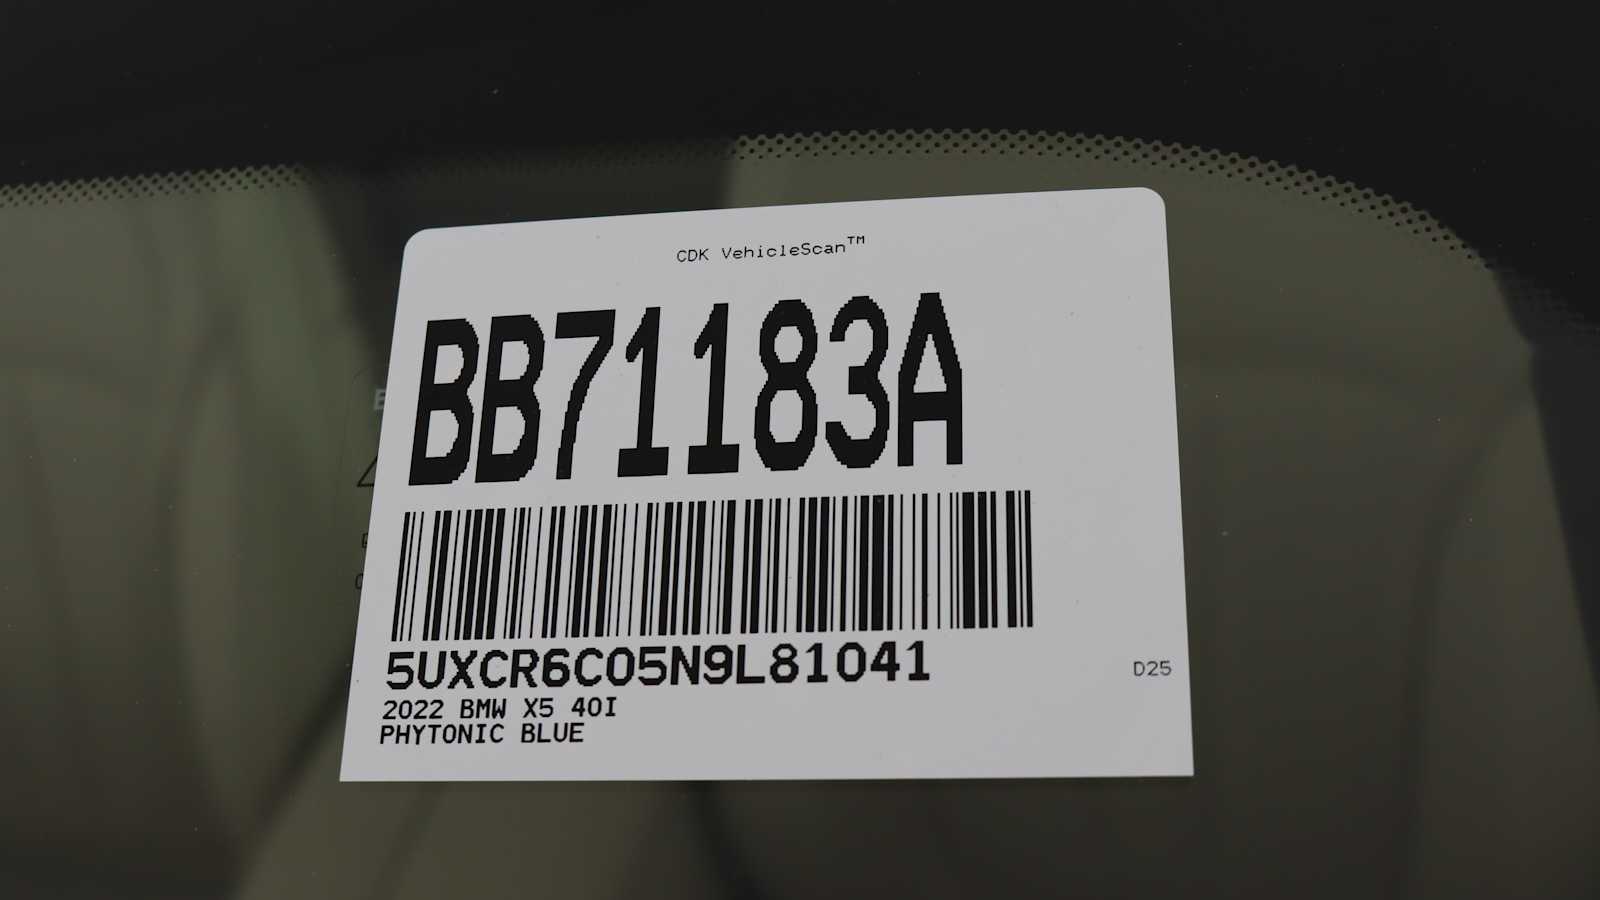 CDK VehicleScan™
BB71183A
5UXCR6C05N9L81041
D25
2022 BMW X5 40I
PHYTONIC BLUE